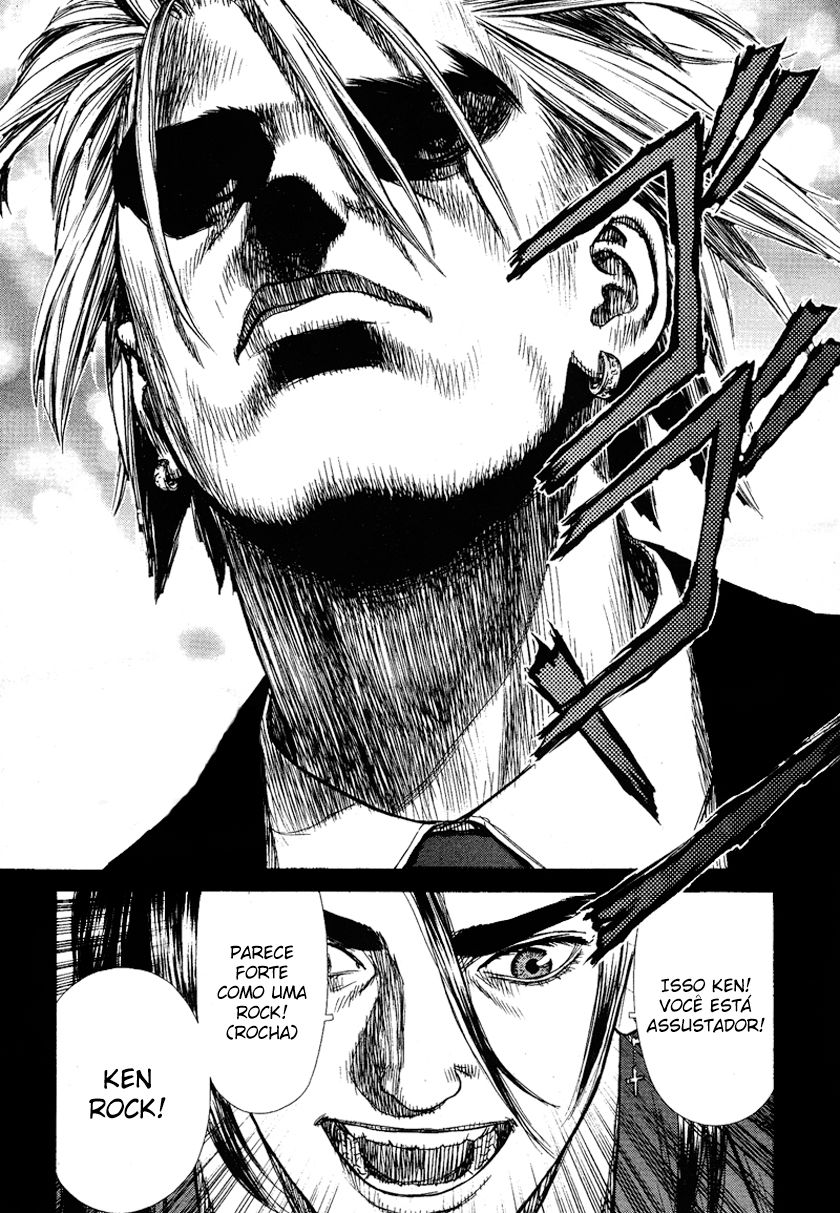 ISSO KEN!
VOCÊ ESTÁ
ASSUSTADOR!
PARECE
FORTE
COMO UMA
ROCK!
(ROCHA)
KEN
ROCK!